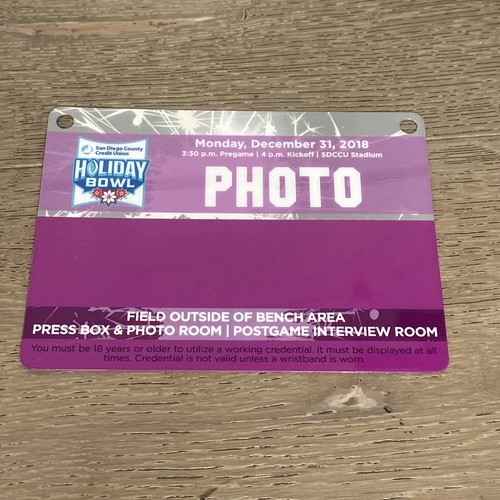 San Diego County
Credit Union
HOLIDAY
BOWL
Monday, December 31, 2018
3:30 p.m. Pregame | 4 p.m. Kickoff | SDCCU Stadium
PHOTO
FIELD OUTSIDE OF BENCH AREA
PRESS BOX & PHOTO ROOM | POSTGAME INTERVIEW ROOM
You must be 18 years or older to utilize a working credential. It must be displayed at all
times. Credential is not valid unless a wristband is worn.